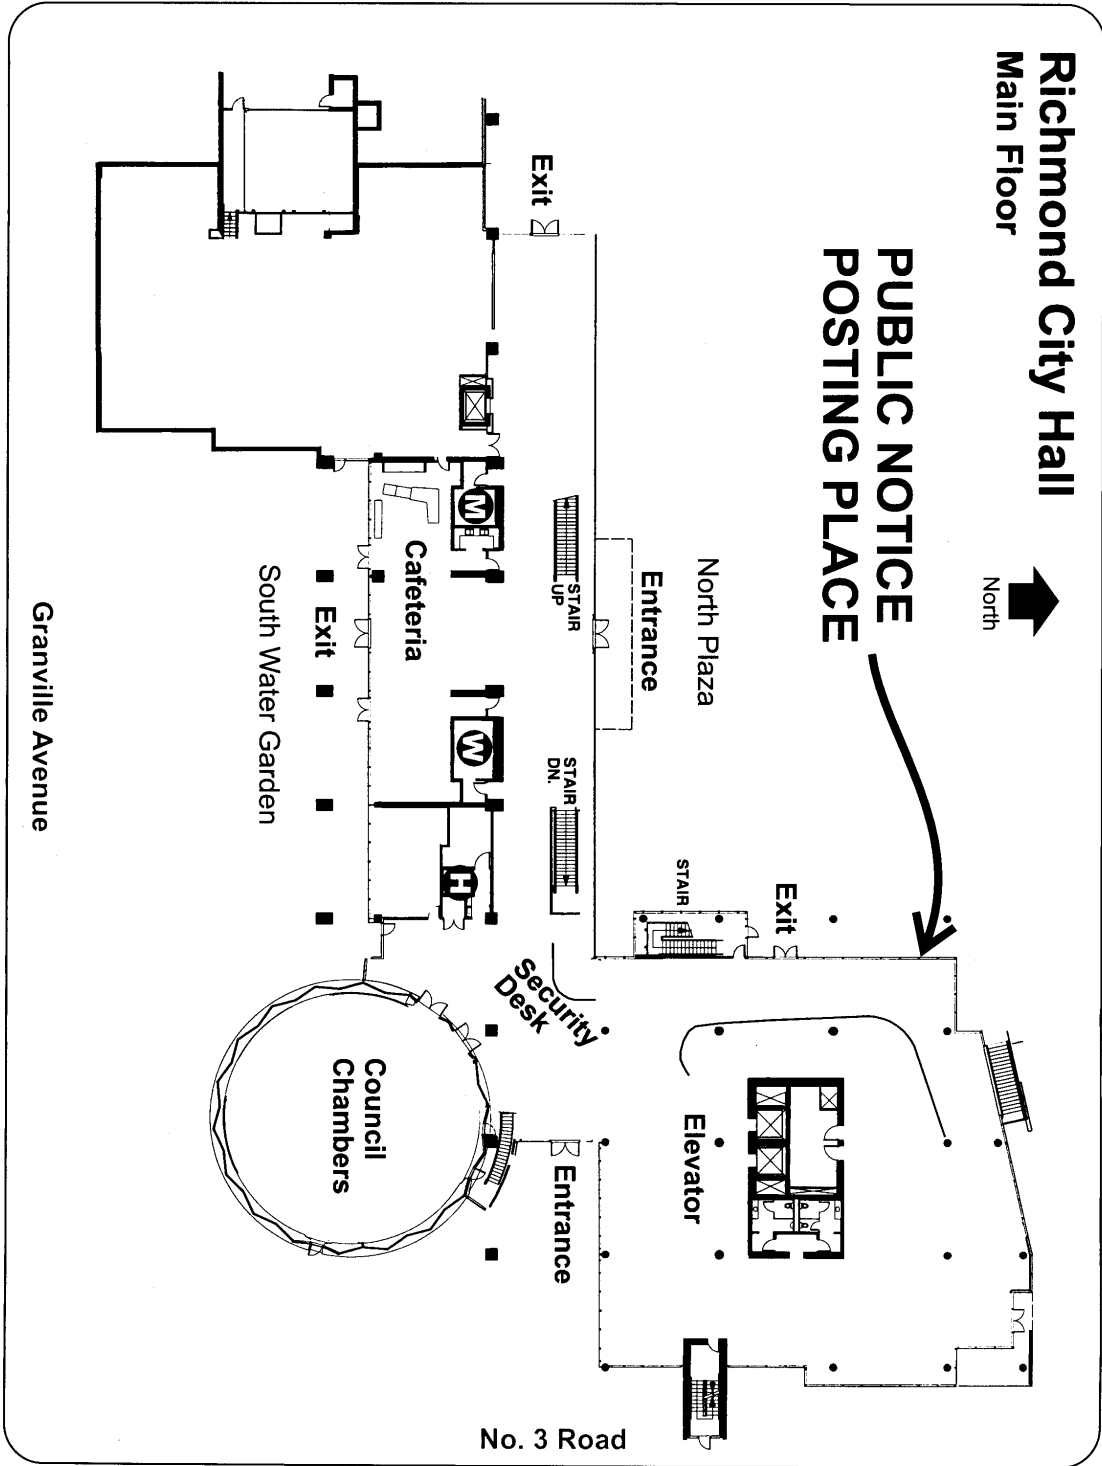 Richmond City Hall
Main Floor
North
PUBLIC NOTICE
POSTING PLACE
North Plaza
Entrance
Exit
Exit
STAIR
STAIR
UP
STAIR
DN.
M
W
H
Cafeteria
Security
Desk
Elevator
Exit
South Water Garden
Council
Chambers
Entrance
Granville Avenue
No. 3 Road